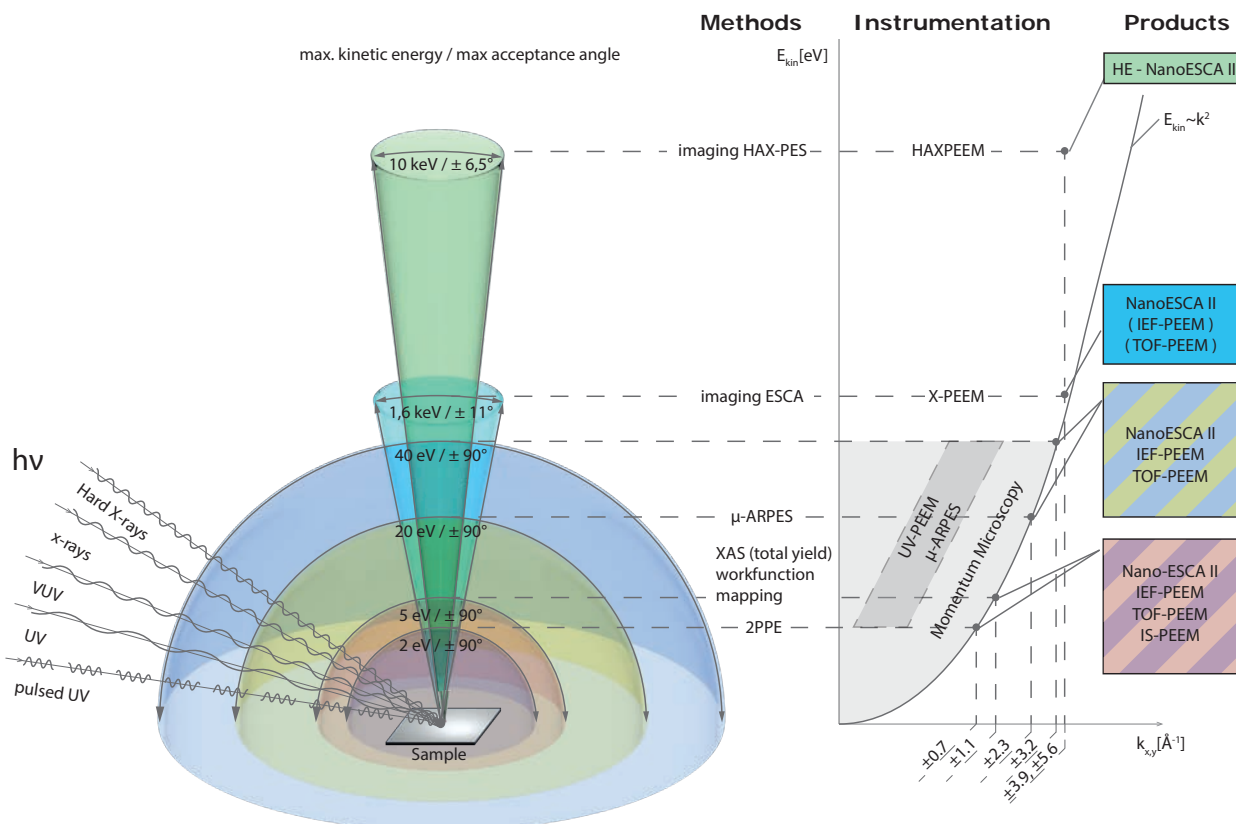 Methods
Instrumentation
Products
max. kinetic energy / max acceptance angle
E_kin[eV]
HE - NanoESCA II
E_kin~k²
10 keV / ± 6,5°
imaging HAX-PES
HAXPEEM
NanoESCA II
( IEF-PEEM )
( TOF-PEEM )
1,6 keV / ± 11°
imaging ESCA
X-PEEM
40 eV / ± 90°
NanoESCA II
IEF-PEEM
TOF-PEEM
hν
Hard X-rays
x-rays
VUV
UV
pulsed UV
20 eV / ± 90°
μ-ARPES
UV-PEEM
μ-ARPES
Momentum Microscopy
XAS (total yield)
workfunction
mapping
5 eV / ± 90°
2PPE
2 eV / ± 90°
Nano-ESCA II
IEF-PEEM
TOF-PEEM
IS-PEEM
Sample
k_x,y[Å⁻¹]
±0.7
±1.1
±2.3
±3.2
±3.9, ±5.6